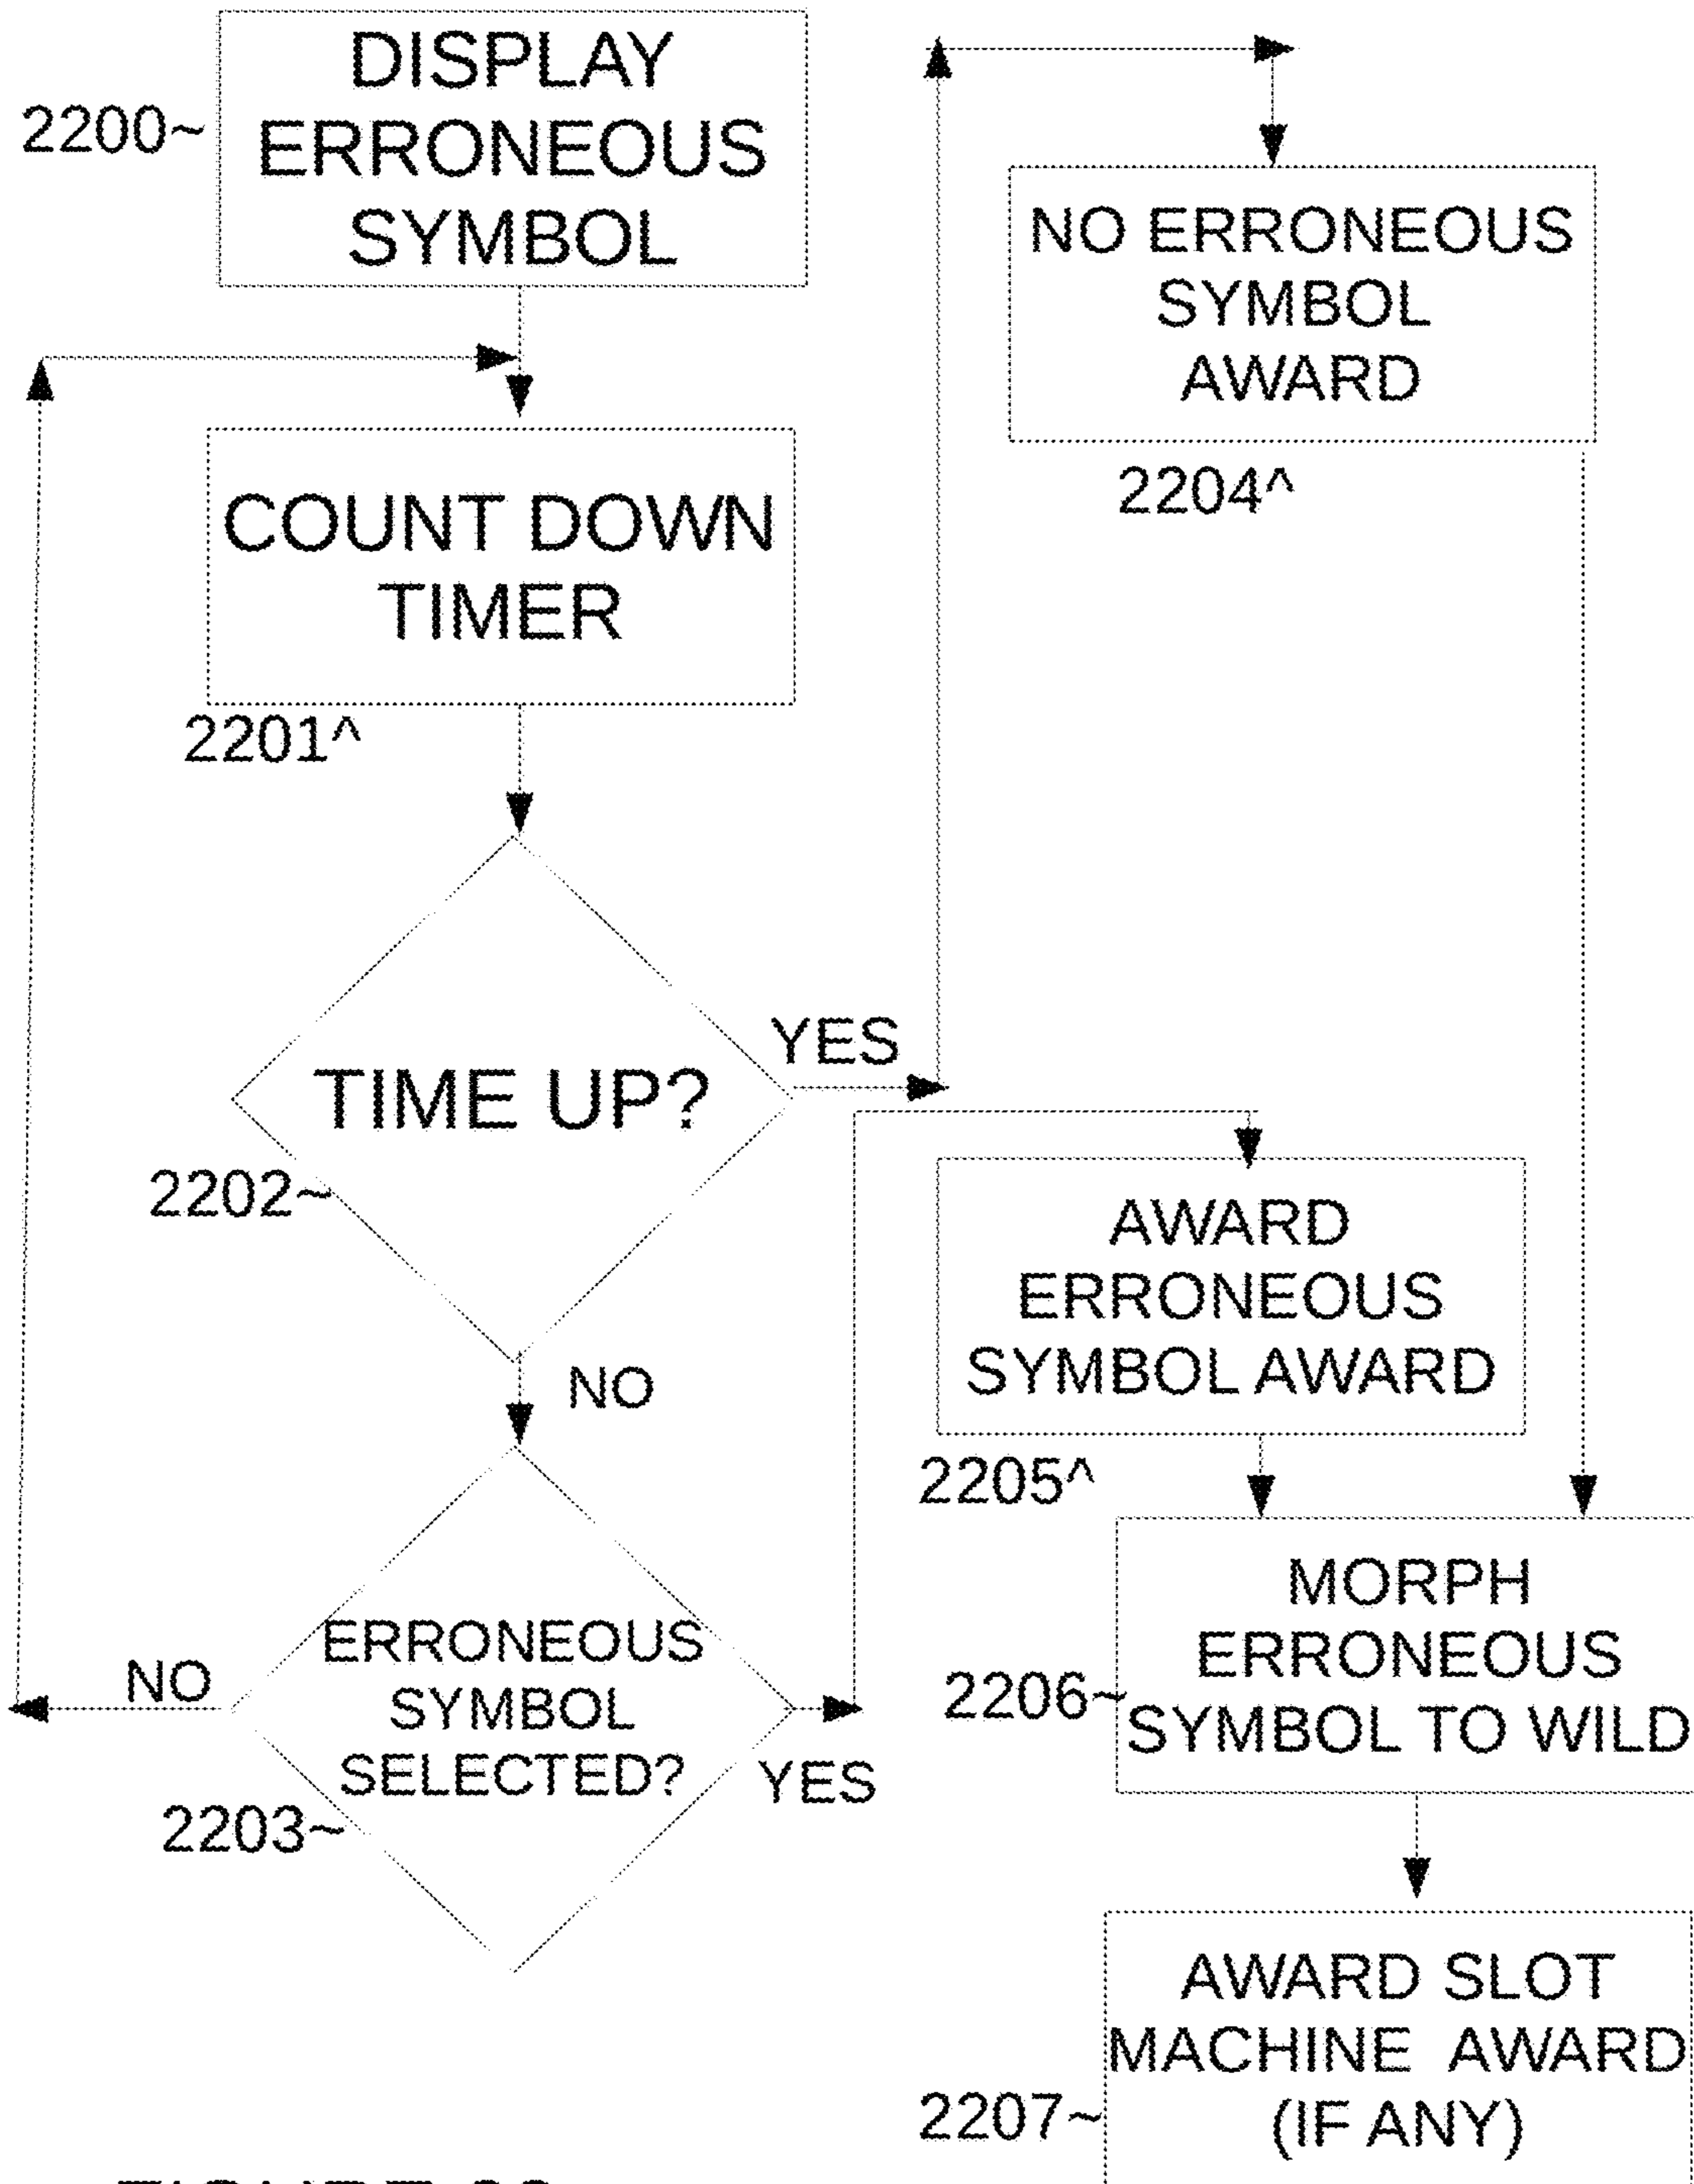 DISPLAY
ERRONEOUS
SYMBOL
2200~
COUNT DOWN
TIMER
2201^
TIME UP?
YES
2202~
NO
ERRONEOUS
SYMBOL
SELECTED?
NO
YES
2203~
NO ERRONEOUS
SYMBOL
AWARD
2204^
AWARD
ERRONEOUS
SYMBOL AWARD
2205^
MORPH
ERRONEOUS
SYMBOL TO WILD
2206~
AWARD SLOT
MACHINE AWARD
(IF ANY)
2207~